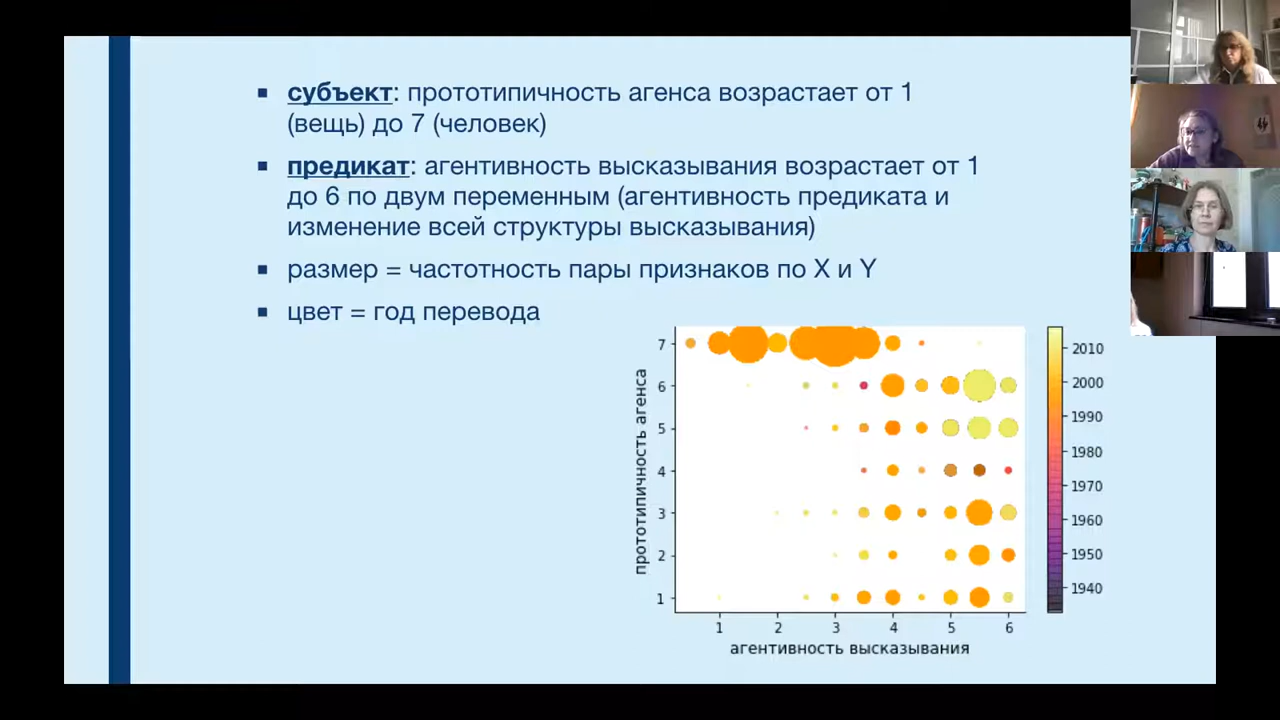 субъект: прототипичность агенса возрастает от 1
(вещь) до 7 (человек)
предикат: агентивность высказывания возрастает от 1
до 6 по двум переменным (агентивность предиката и
изменение всей структуры высказывания)
размер = частотность пары признаков по X и Y
цвет = год перевода
прототипичность агенса
7
6
5
4
3
2
1
1 2 3 4 5 6
агентивность высказывания
2010
2000
1990
1980
1970
1960
1950
1940